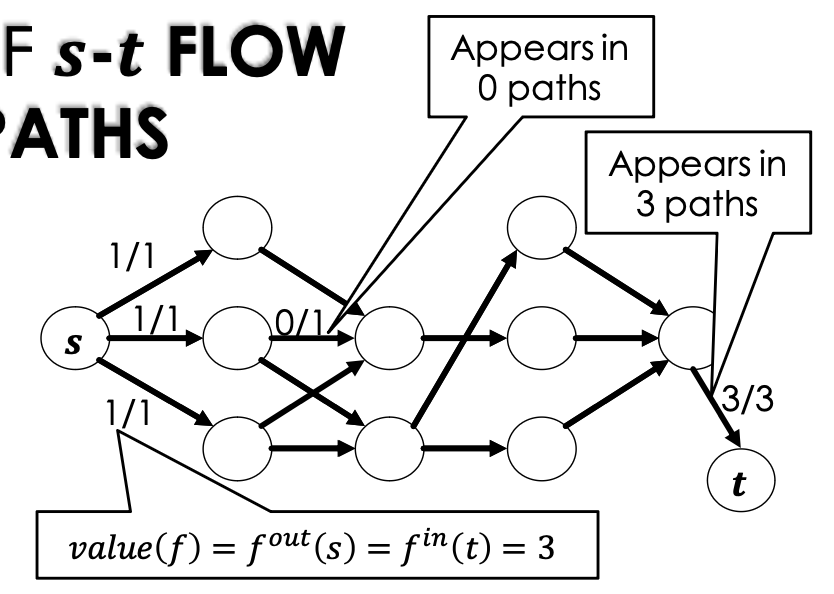 F s-t FLOW
PATHS
Appears in
0 paths
Appears in
3 paths
1/1
1/1
0/1
s
1/1
3/3
t
value(f) = f^out(s) = f^in(t) = 3